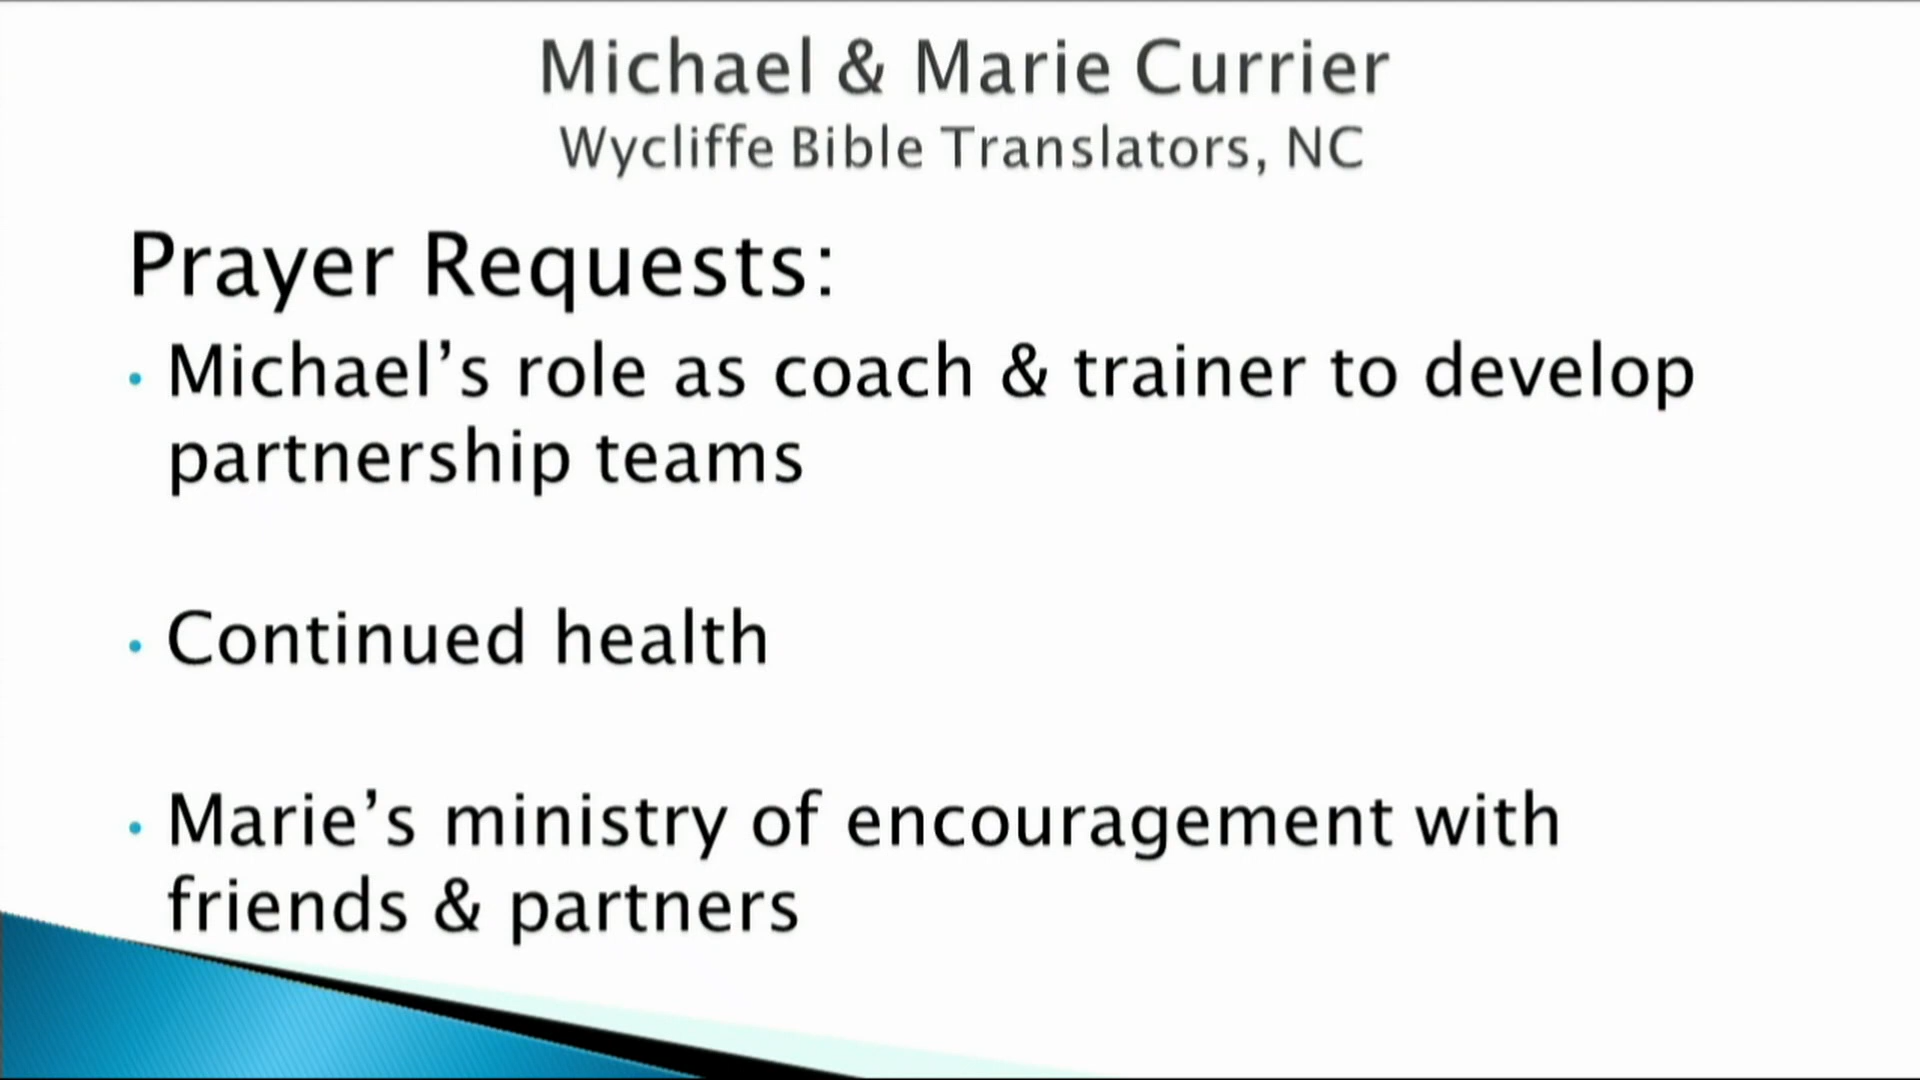 Michael & Marie Currier
Wycliffe Bible Translators, NC
Prayer Requests:
• Michael’s role as coach & trainer to develop
partnership teams
• Continued health
• Marie’s ministry of encouragement with
friends & partners